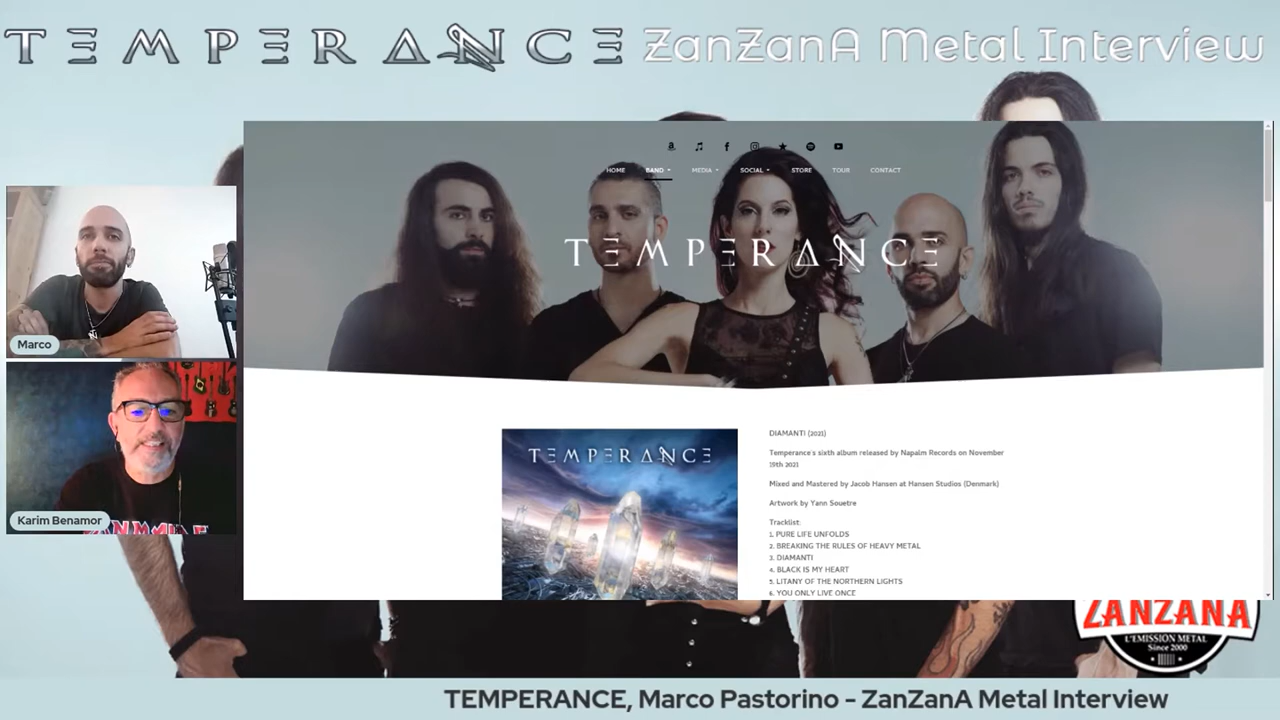 TEMPERANCE ZanZanA Metal Interview
HOME BAND MEDIA SOCIAL STORE TOUR CONTACT
TEMPERANCE
Marco
Karim Benamor
TEMPERANCE
DIAMANTI (2021)
Temperance's sixth album released by Napalm Records on November
19th 2021
Mixed and Mastered by Jacob Hansen at Hansen Studios (Denmark)
Artwork by Yann Souetre
Tracklist:
1. PURE LIFE UNFOLDS
2. BREAKING THE RULES OF HEAVY METAL
3. DIAMANTI
4. BLACK IS MY HEART
5. LITANY OF THE NORTHERN LIGHTS
6. YOU ONLY LIVE ONCE
ZANZANA
L'EMISSION METAL
Since 2000
TEMPERANCE, Marco Pastorino - ZanZanA Metal Interview